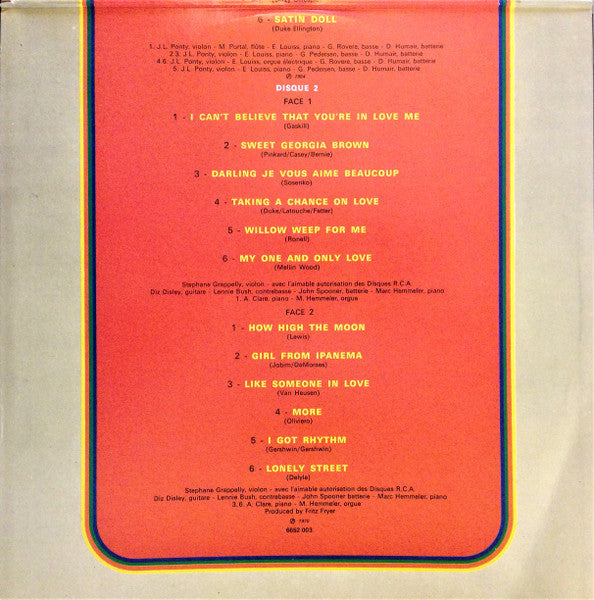 6 - SATIN DOLL
(Duke Ellington)
1. J.L. Ponty, violon - M. Portal, flûte - E. Louiss, piano - G. Rovere, basse - D. Humair, batterie
2.3. J.L. Ponty, violon - E. Louiss, piano - G. Pedersen, basse - D. Humair, batterie
4.6. J.L. Ponty, violon - E. Louiss, orgue électrique - G. Rovere, basse - D. Humair, batterie
5. J.L. Ponty, violon - E. Louiss, piano - G. Pedersen, basse - D. Humair, batterie
℗ 1964
DISQUE 2
FACE 1
1 - I CAN'T BELIEVE THAT YOU'RE IN LOVE ME
(Gaskill)
2 - SWEET GEORGIA BROWN
(Pinkard/Casey/Bernie)
3 - DARLING JE VOUS AIME BEAUCOUP
(Sosenko)
4 - TAKING A CHANCE ON LOVE
(Duke/Latouche/Fetter)
5 - WILLOW WEEP FOR ME
(Ronell)
6 - MY ONE AND ONLY LOVE
(Mellin Wood)
Stephane Grappelly, violon - avec l'aimable autorisation des Disques R.C.A.
Diz Disley, guitare - Lennie Bush, contrabasse - John Spooner, batterie - Marc Hemmeler, piano
1. A. Clare, piano - M. Hemmeler, orgue
FACE 2
1 - HOW HIGH THE MOON
(Lewis)
2 - GIRL FROM IPANEMA
(Jobim/DeMoraes)
3 - LIKE SOMEONE IN LOVE
(Van Heusen)
4 - MORE
(Oliviero)
5 - I GOT RHYTHM
(Gershwin/Gershwin)
6 - LONELY STREET
(Delyle)
Stephane Grappelly, violon - avec l'aimable autorisation des Disques R.C.A.
Diz Disley, guitare - Lennie Bush, contrabasse - John Spooner batterie - Marc Hemmeler, piano
3.6. A. Clare, piano - M. Hemmeler, orgue
Produced by Fritz Fryer
℗ 1970
6652 003